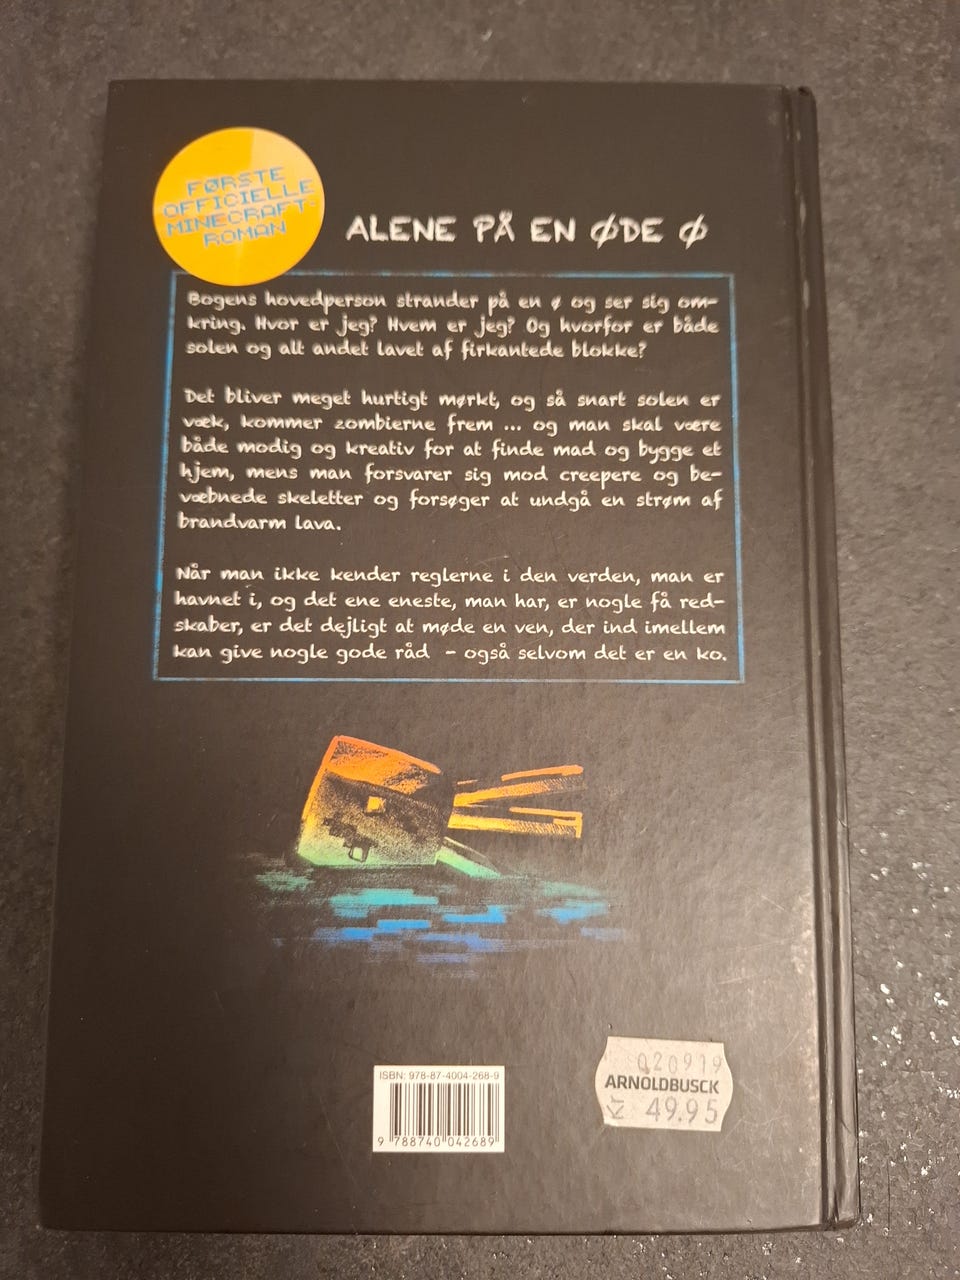 FØRSTE
OFFICIELLE
MINECRAFT-
ROMAN
ALENE PÅ EN ØDE Ø
Bogens hovedperson strander på en ø og ser sig om-
kring. Hvor er jeg? Hvem er jeg? Og hvorfor er både
solen og alt andet lavet af firkantede blokke?
Det bliver meget hurtigt mørkt, og så snart solen er
væk, kommer zombierne frem ... og man skal være
både modig og kreativ for at finde mad og bygge et
hjem, mens man forsvarer sig mod creepere og be-
væbnede skeletter og forsøger at undgå en strøm af
brandvarm lava.
Når man ikke kender reglerne i den verden, man er
havnet i, og det ene eneste, man har, er nogle få red-
skaber, er det dejligt at møde en ven, der ind imellem
kan give nogle gode råd - også selvom det er en ko.
ISBN: 978-87-4004-268-9
9 788740 042689
020919
ARNOLDBUSCK
Kr 49.95